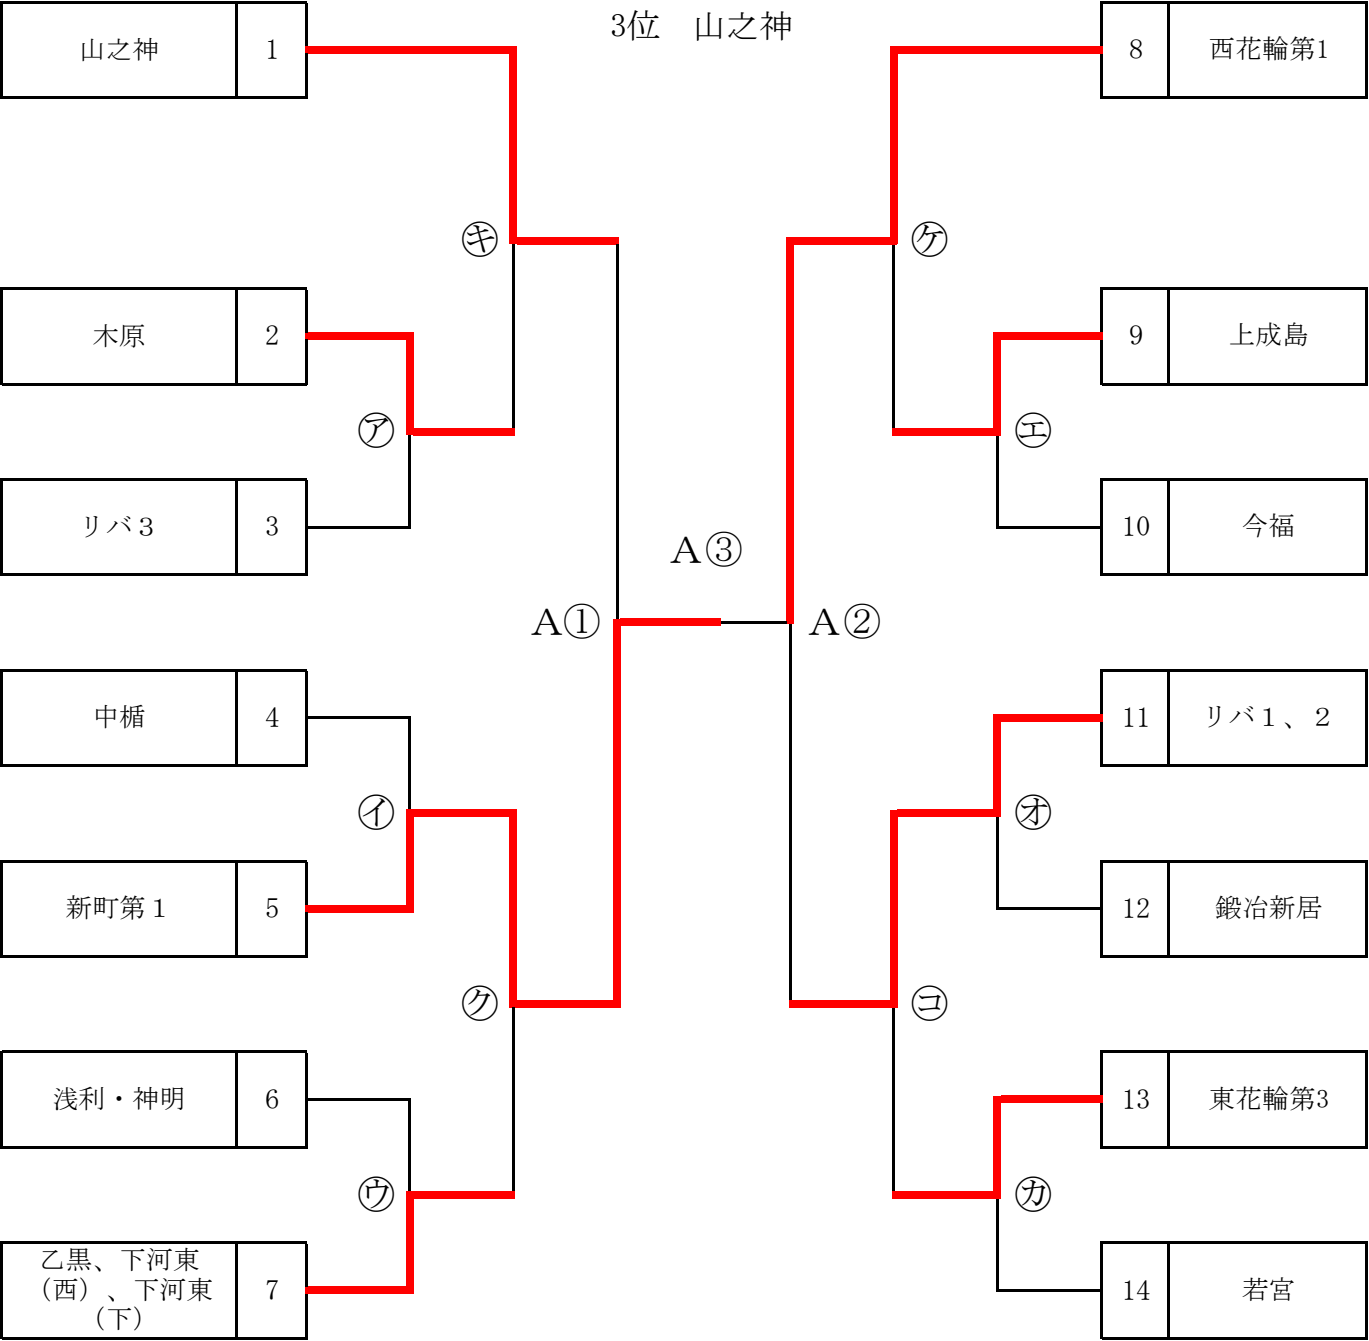 3位　山之神
山之神 1
㋖
木原 2
㋐
リバ３ 3
A③
A①
A②
中楯 4
㋑
新町第１ 5
㋗
浅利・神明 6
㋒
乙黒、下河東
（西）、下河東
（下）
7
8 西花輪第1
㋘
9 上成島
㋓
10 今福
11 リバ１、２
㋔
12 鍛冶新居
㋙
13 東花輪第3
㋕
14 若宮